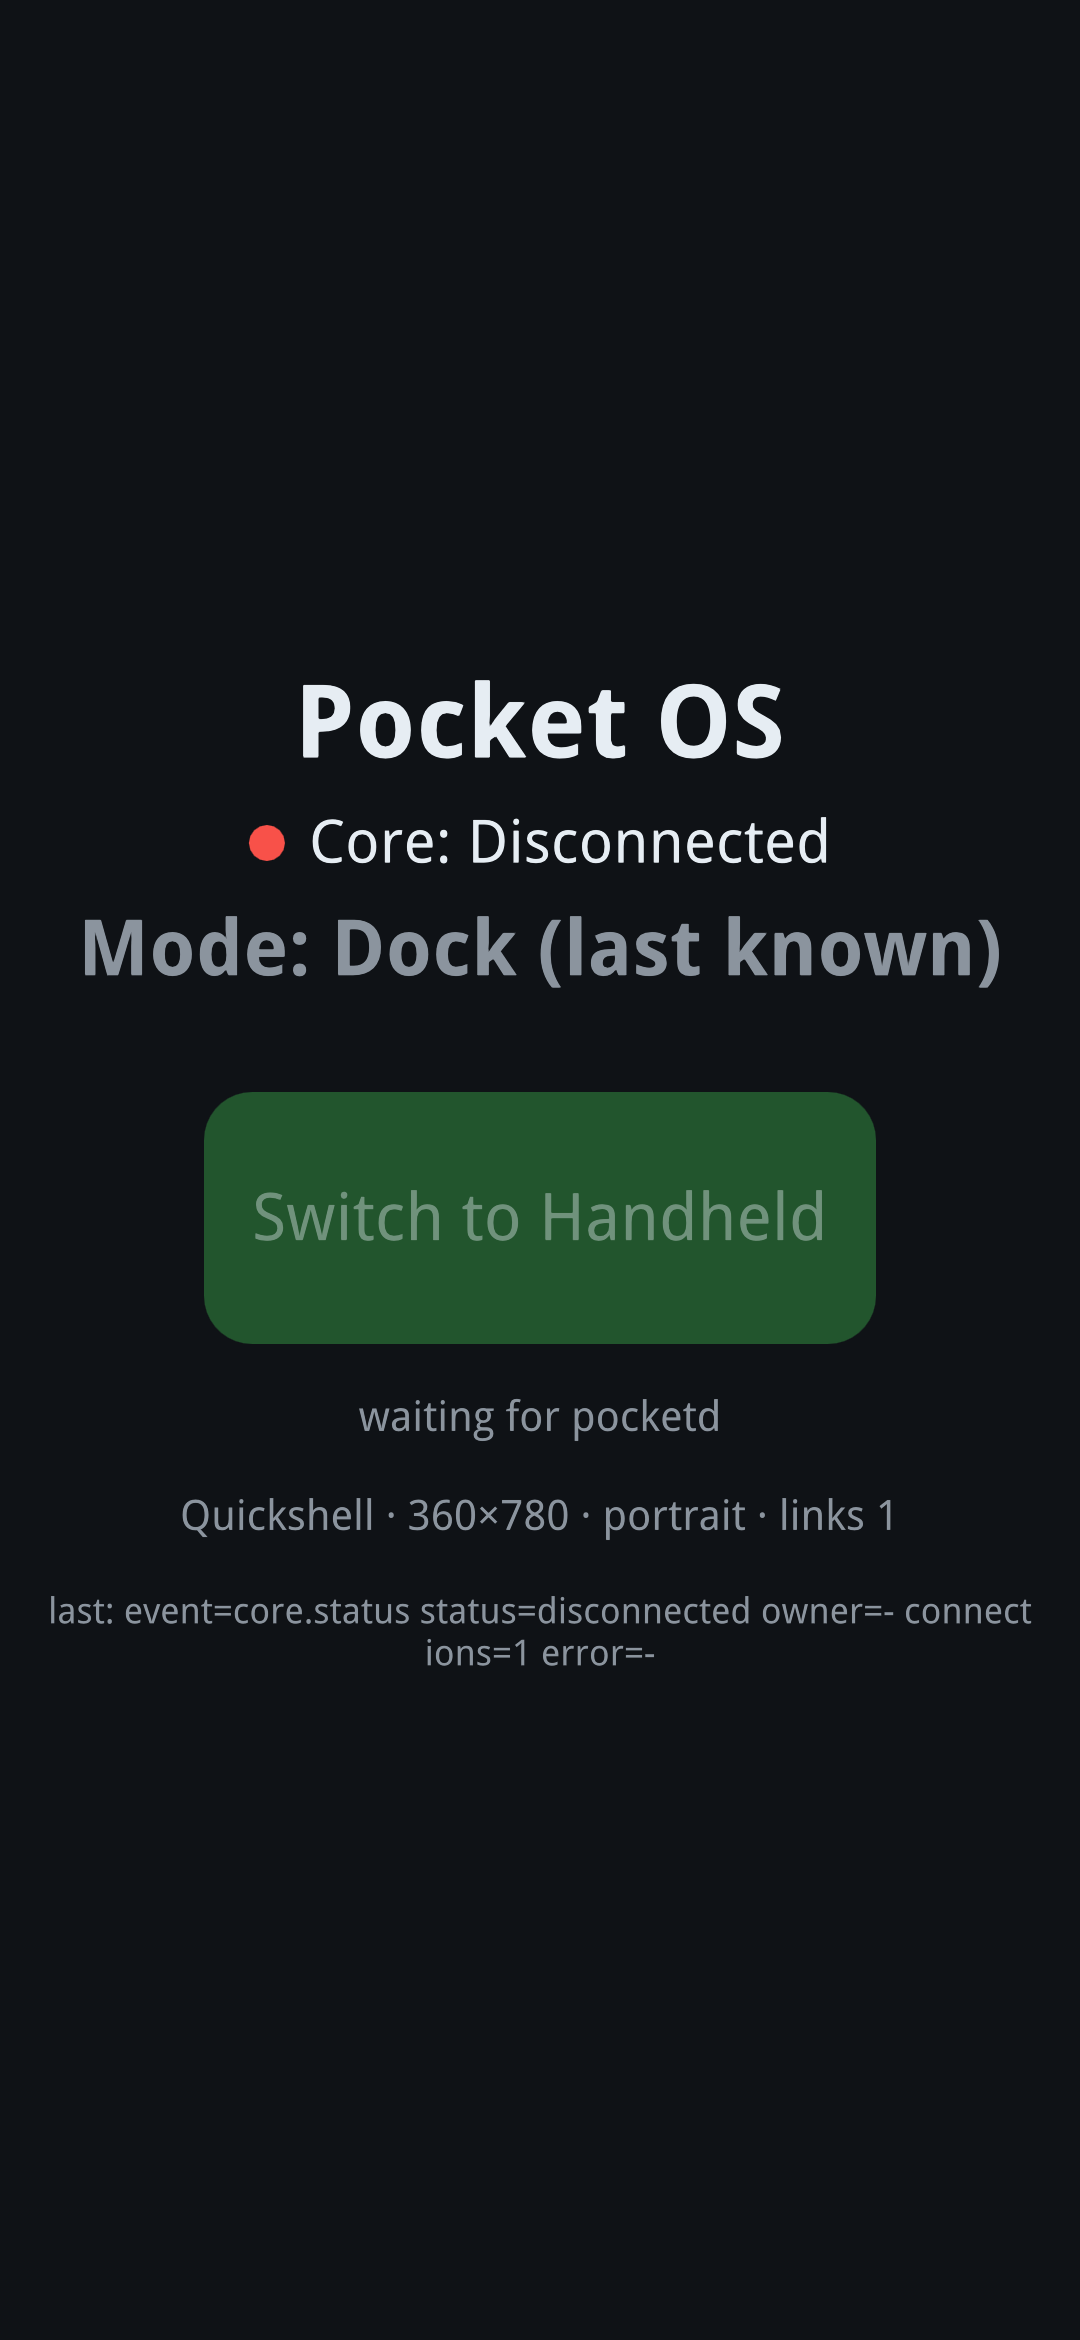 Pocket OS
Core: Disconnected
Mode: Dock (last known)
Switch to Handheld
waiting for pocketd
Quickshell · 360×780 · portrait · links 1
last: event=core.status status=disconnected owner=- connect
ions=1 error=-